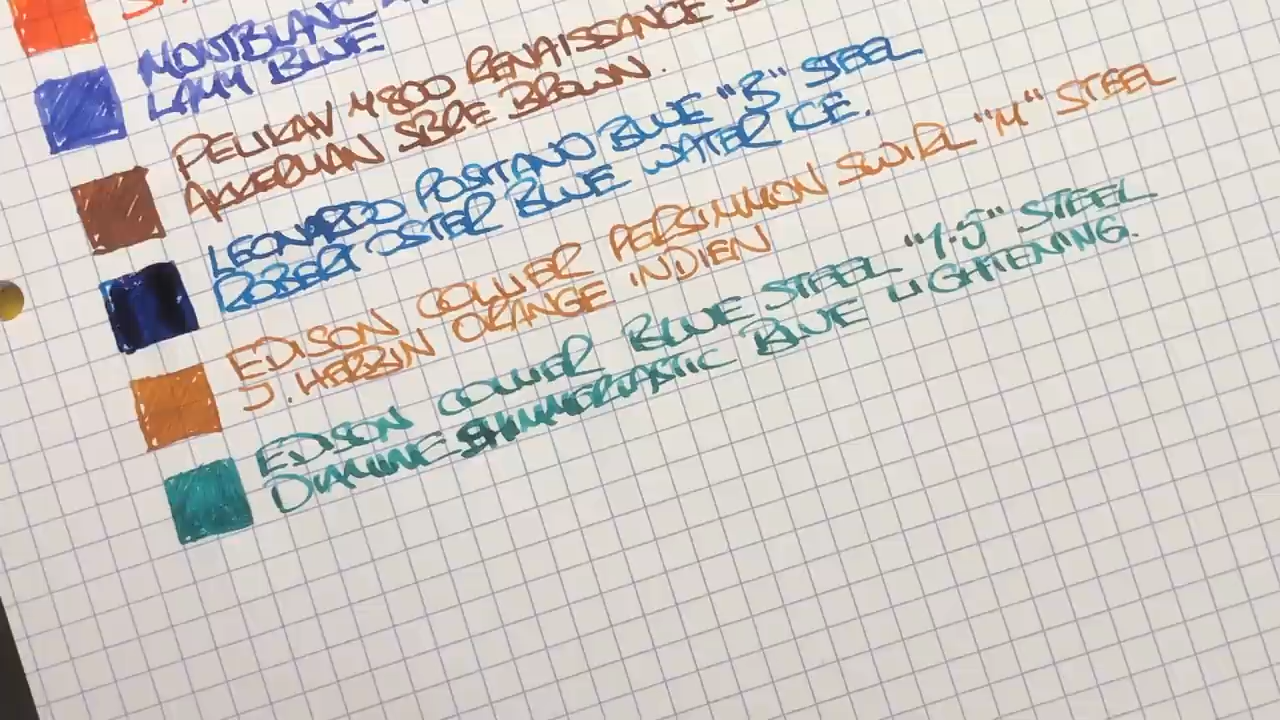 MONTBLANC
LAMY BLUE
PELIKAN M800 RENAISSANCE
AKKERMAN SBRE BROWN.
LEONARDO POSITANO BLUE "B" STEEL
ROBERT OSTER BLUE WATER ICE.
EDISON COLLIER PERSIMMON SWIRL "M" STEEL
J. HERBIN ORANGE INDIEN
EDISON COLLIER BLUE STEEL "1.5" STEEL
DIAMINE SHIMMERTASTIC BLUE LIGHTENING.